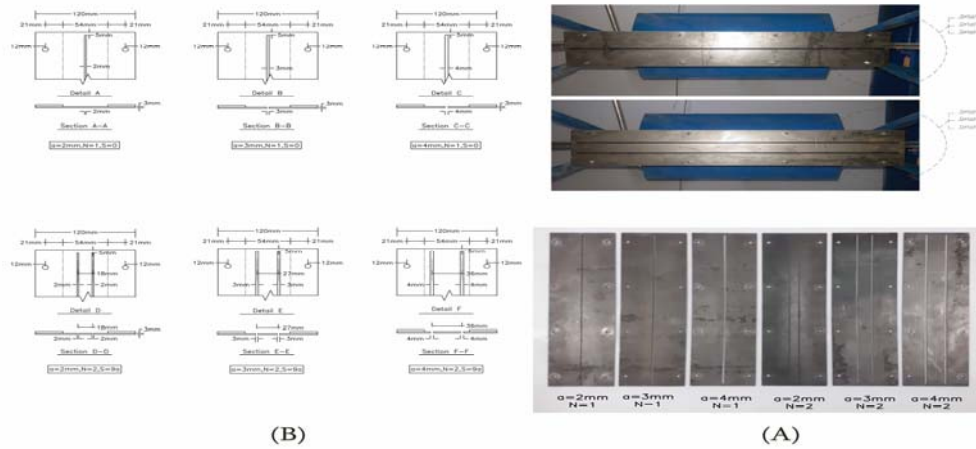 120mm 120mm 120mm
21mm 54mm 21mm 21mm 54mm 21mm 21mm 54mm 21mm
5mm 5mm 5mm
12mm 12mm 12mm 12mm 12mm 12mm
2mm 3mm 4mm
Detail A Detail B Detail C
3mm 3mm 3mm
2mm 3mm 4mm
Section A-A Section B-B Section C-C
a=2mm,N=1,S=0 a=3mm,N=1,S=0 a=4mm,N=1,S=0
120mm 120mm 120mm
21mm 54mm 21mm 21mm 54mm 21mm 21mm 54mm 21mm
5mm 5mm 5mm
12mm 18mm 12mm 12mm 27mm 12mm 12mm 36mm 12mm
2mm 2mm 3mm 3mm 4mm 4mm
Detail D Detail E Detail F
18mm 27mm 36mm
3mm
2mm 2mm 3mm 3mm 4mm 4mm
Section D-D Section E-E Section F-F
a=2mm,N=2,S=9a a=3mm,N=2,S=9a a=4mm,N=2,S=9a
(B)
a=2mm a=3mm a=4mm a=2mm a=3mm a=4mm
N=1 N=1 N=1 N=2 N=2 N=2
(A)